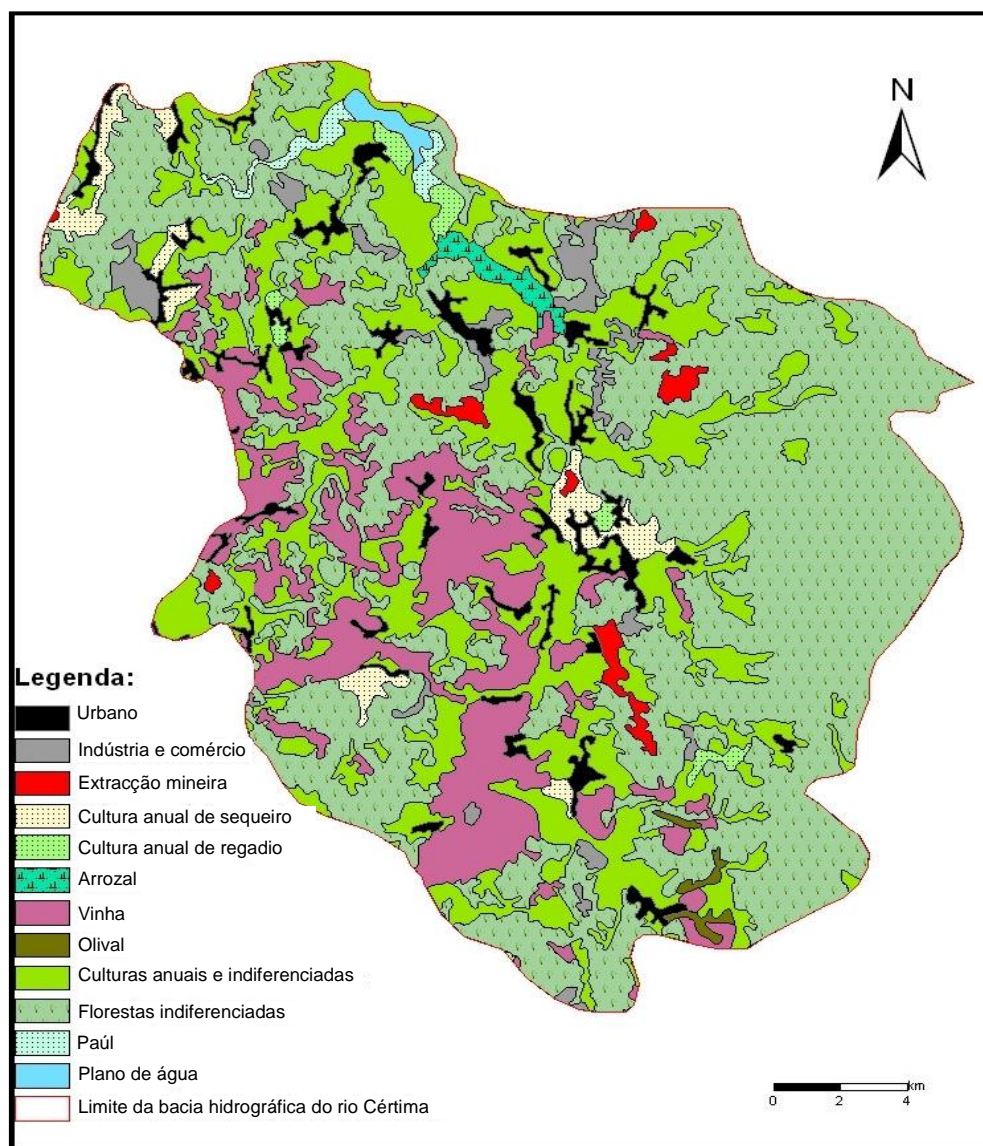 N
Legenda:
Urbano
Indústria e comércio
Extracção mineira
Cultura anual de sequeiro
Cultura anual de regadio
Arrozal
Vinha
Olival
Culturas anuais e indiferenciadas
Florestas indiferenciadas
Paúl
Plano de água
Limite da bacia hidrográfica do rio Cértima
km
0 2 4